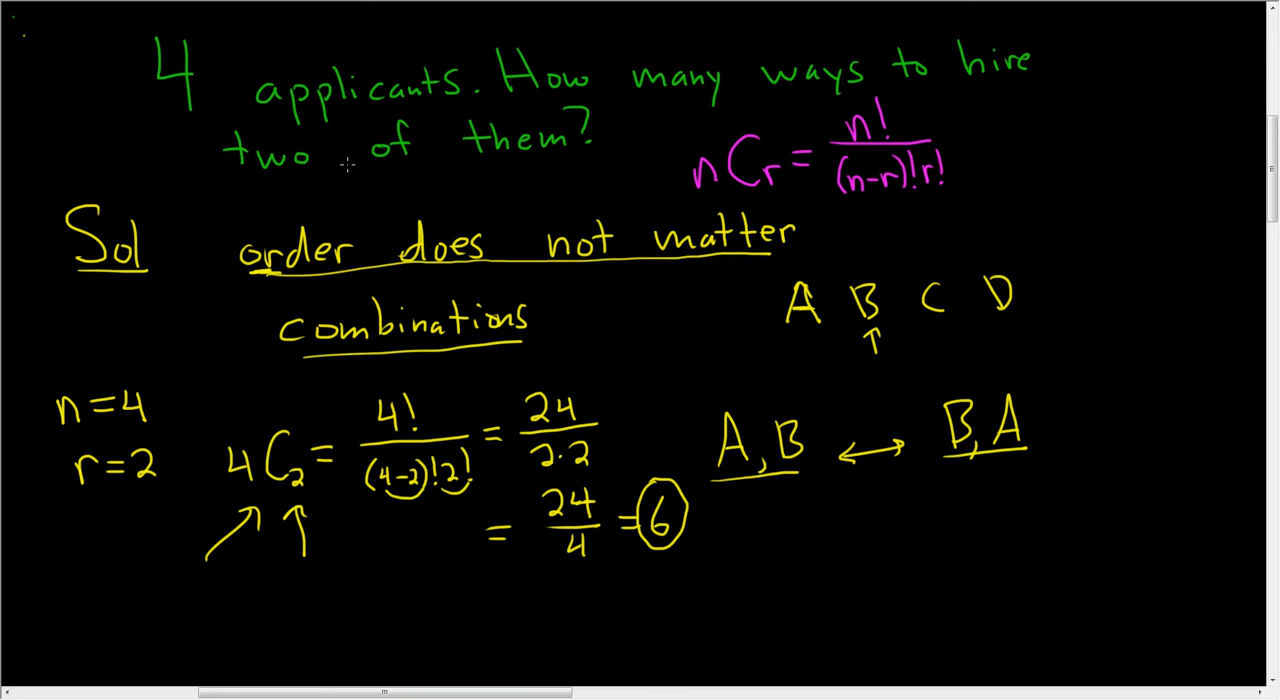 4 applicants. How many ways to hire
two of them?
nCr = n! / (n-r)!r!
Sol order does not matter
combinations
A B C D
↑
n=4
r=2
4C2 = 4! / (4-2)!2! = 24 / 2·2
= 24 / 4 = 6
A, B ↔ B, A